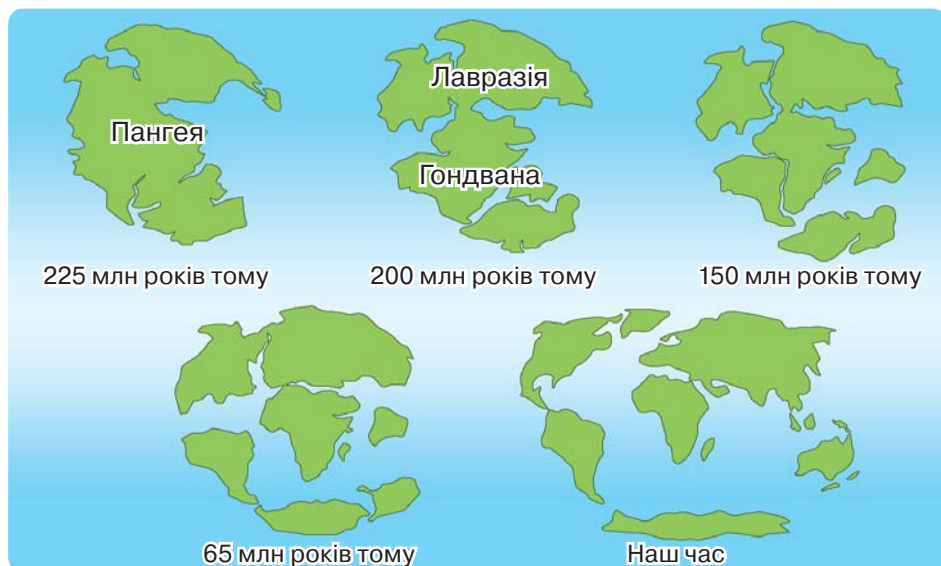 Лавразія
Пангея
Гондвана
225 млн років тому
200 млн років тому
150 млн років тому
65 млн років тому
Наш час